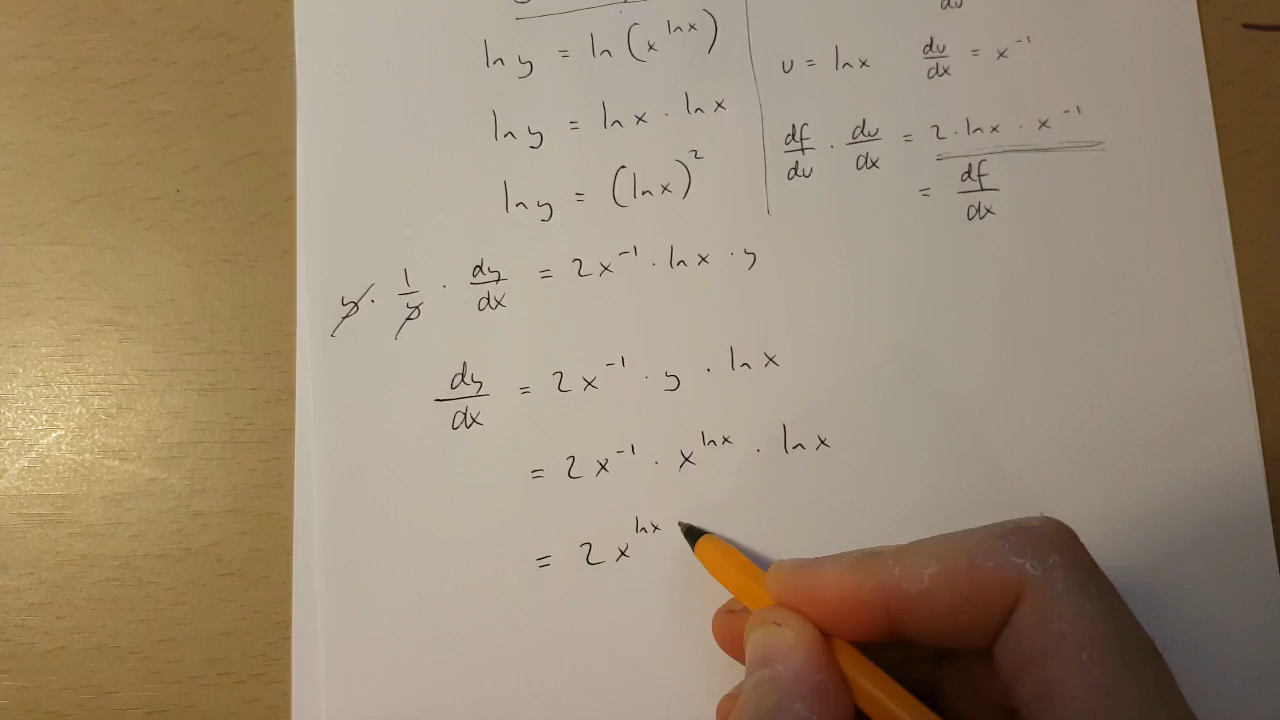 ln y = ln (x^{ln x})
ln y = ln x · ln x
ln y = (ln x)^2
y · 1/y · dy/dx = 2x^{-1} · ln x · y
dy/dx = 2x^{-1} · y · ln x
= 2x^{-1} · x^{ln x} · ln x
= 2x^{ln x}
u = ln x du/dx = x^{-1}
df/du · du/dx = 2 · ln x · x^{-1}
= df/dx